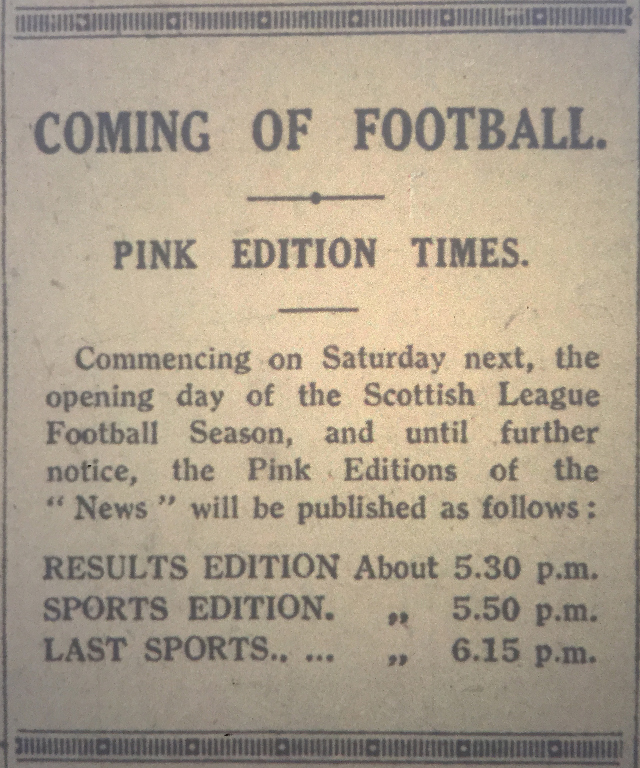 COMING OF FOOTBALL.
PINK EDITION TIMES.
Commencing on Saturday next, the
opening day of the Scottish League
Football Season, and until further
notice, the Pink Editions of the
“ News ” will be published as follows :
RESULTS EDITION About 5.30 p.m.
SPORTS EDITION. „ 5.50 p.m.
LAST SPORTS.. ... „ 6.15 p.m.